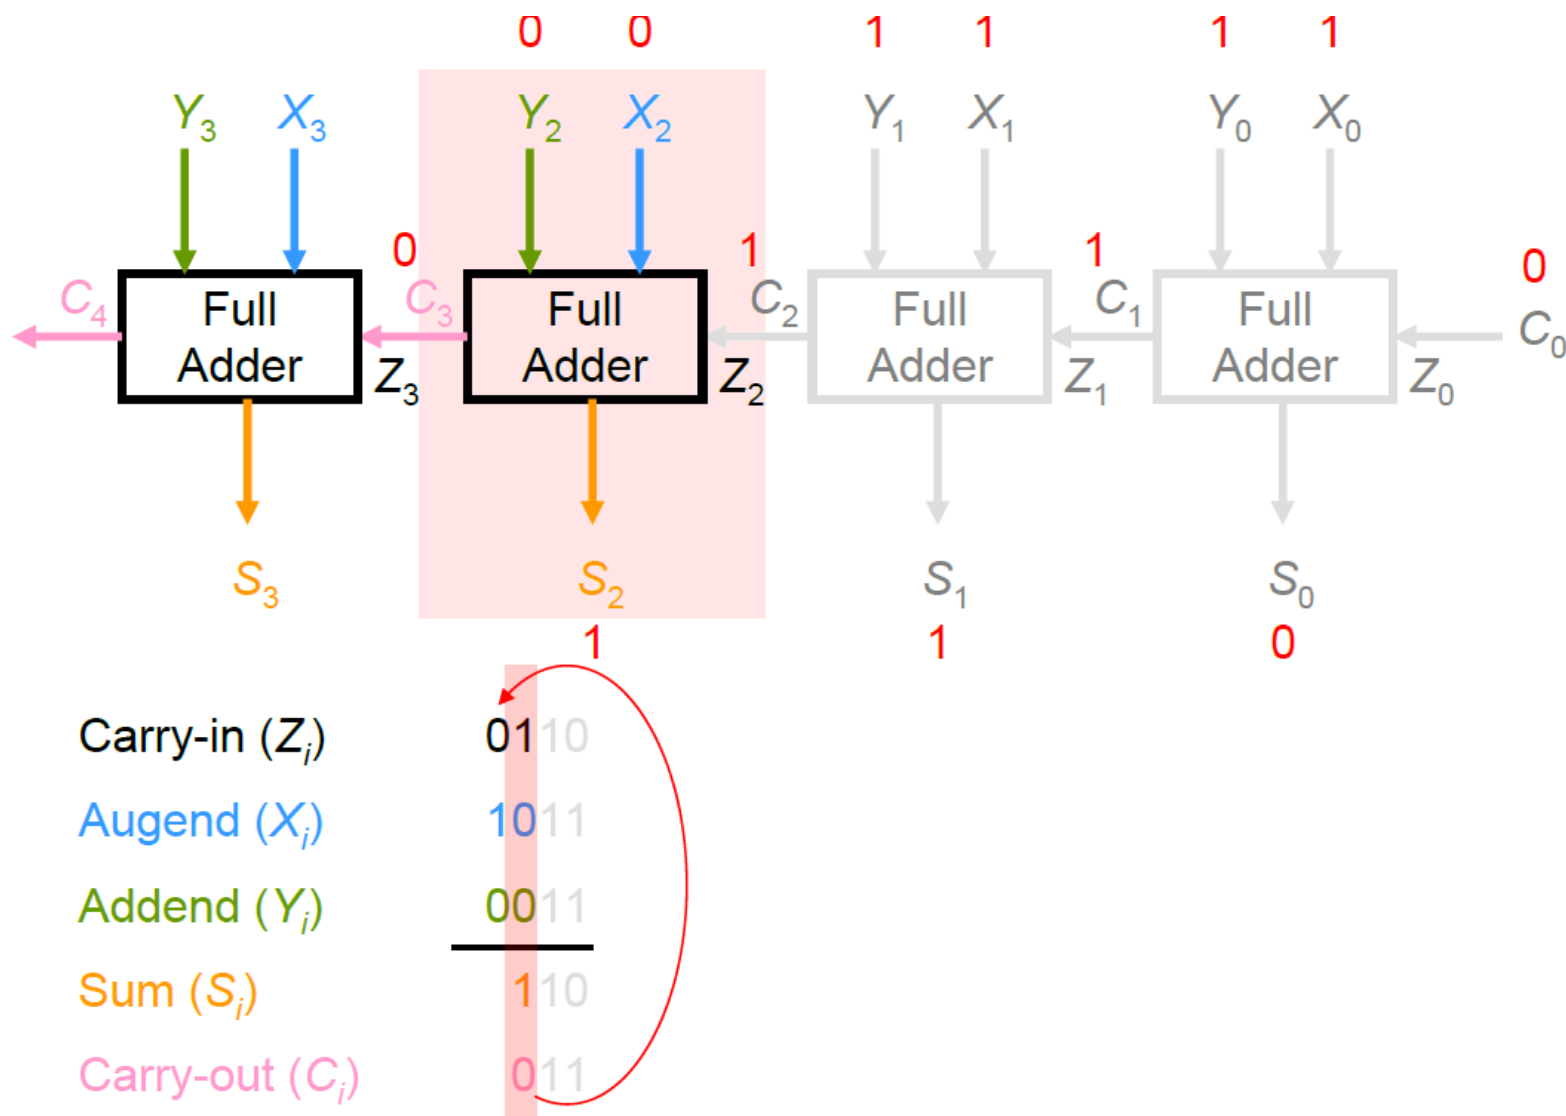 0 0 1 1 1 1
Y3 X3 Y2 X2 Y1 X1 Y0 X0
0 1 1 0
C4 Full Adder C3 Full Adder C2 Full Adder C1 Full Adder C0
Z3 Z2 Z1 Z0
S3 S2 S1 S0
1 1 0
Carry-in (Zi) 0110
Augend (Xi) 1011
Addend (Yi) 0011
Sum (Si) 110
Carry-out (Ci) 011